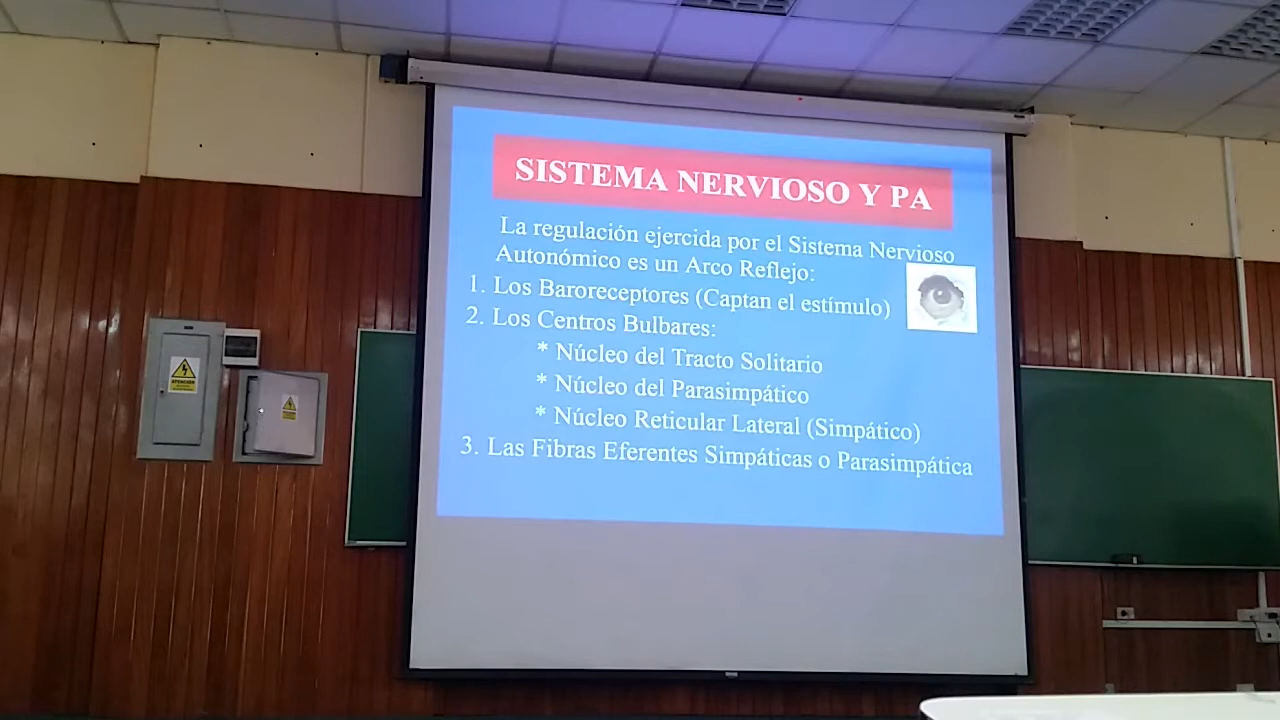 SISTEMA NERVIOSO Y PA
La regulación ejercida por el Sistema Nervioso
Autonómico es un Arco Reflejo:
1. Los Baroreceptores (Captan el estímulo)
2. Los Centros Bulbares:
* Núcleo del Tracto Solitario
* Núcleo del Parasimpático
* Núcleo Reticular Lateral (Simpático)
3. Las Fibras Eferentes Simpáticas o Parasimpática
ATENCION